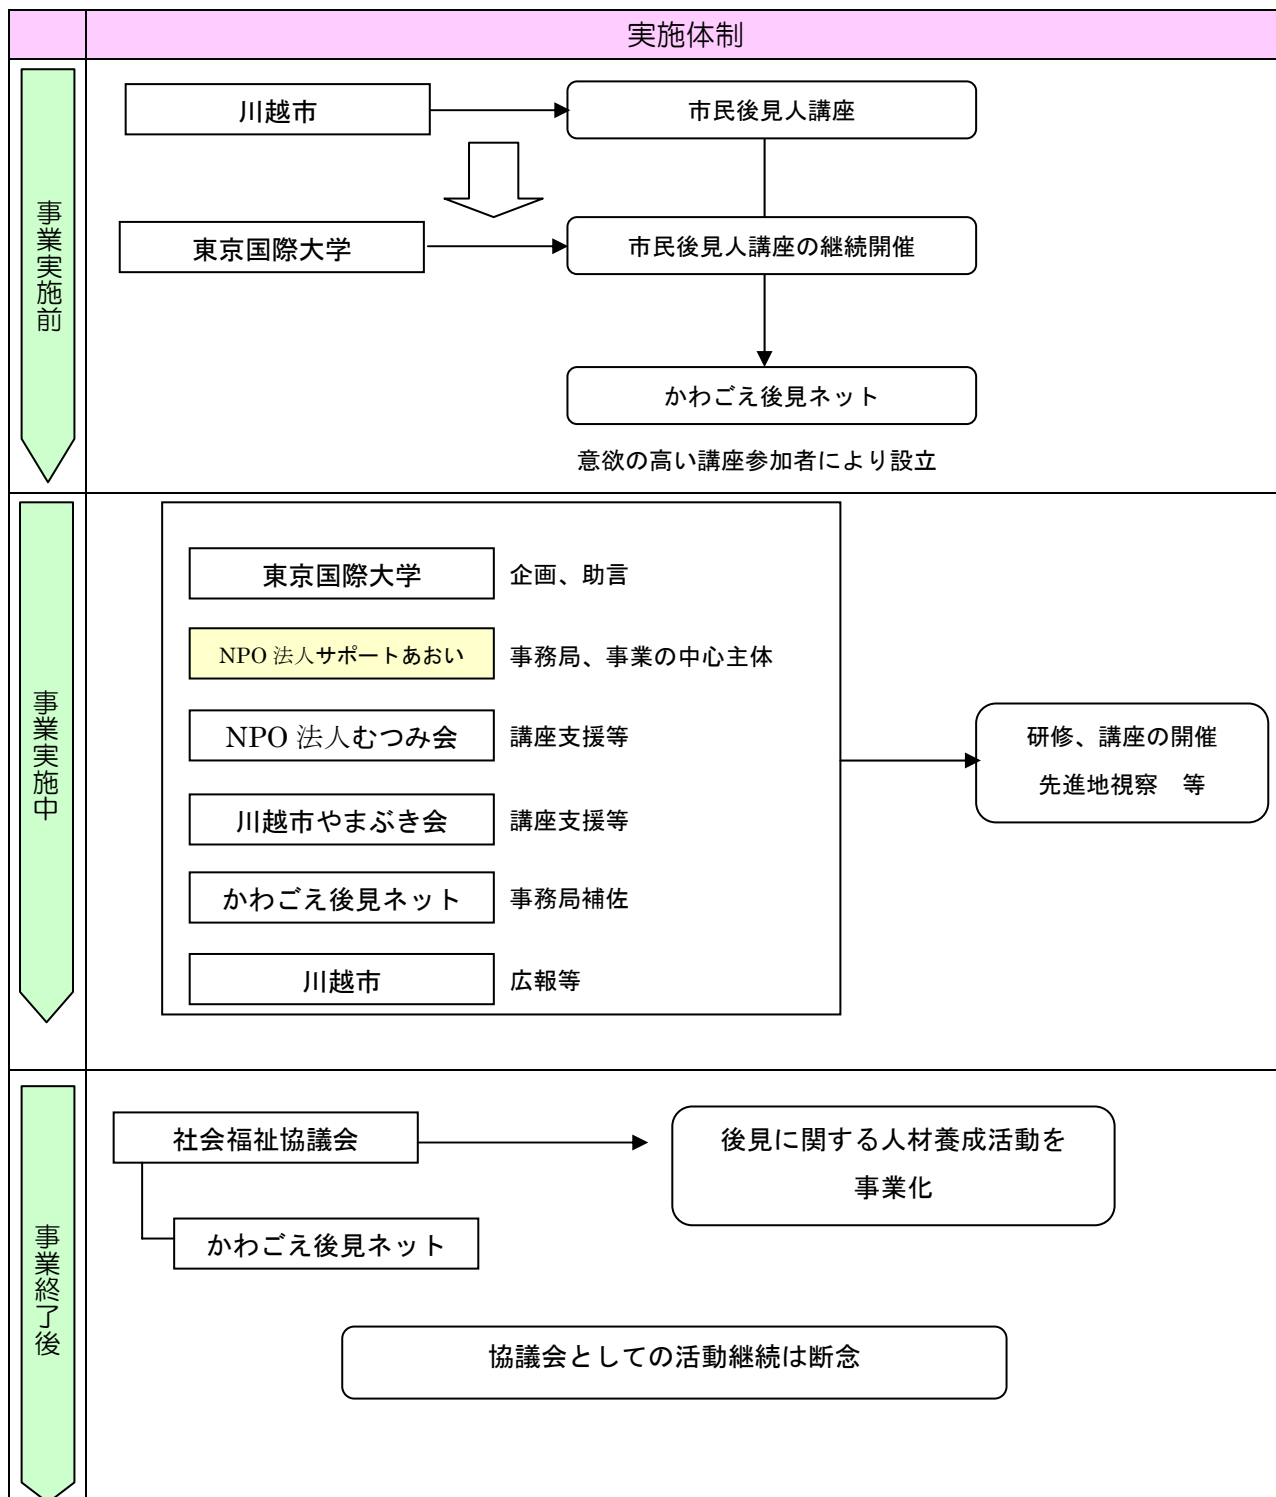 実施体制
事業実施前
川越市
市民後見人講座
東京国際大学
市民後見人講座の継続開催
かわごえ後見ネット
意欲の高い講座参加者により設立
事業実施中
東京国際大学 企画、助言
NPO 法人サポートあおい 事務局、事業の中心主体
NPO 法人むつみ会 講座支援等
川越市やまぶき会 講座支援等
かわごえ後見ネット 事務局補佐
川越市 広報等
研修、講座の開催
先進地視察　等
事業終了後
社会福祉協議会
かわごえ後見ネット
後見に関する人材養成活動を
事業化
協議会としての活動継続は断念